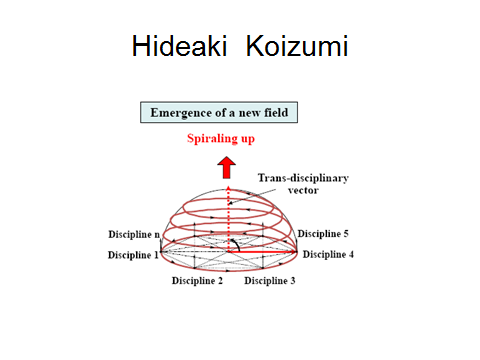 Hideaki Koizumi
Emergence of a new field
Spiraling up
Trans-disciplinary
vector
Discipline n
Discipline 5
Discipline 1
Discipline 4
Discipline 2
Discipline 3